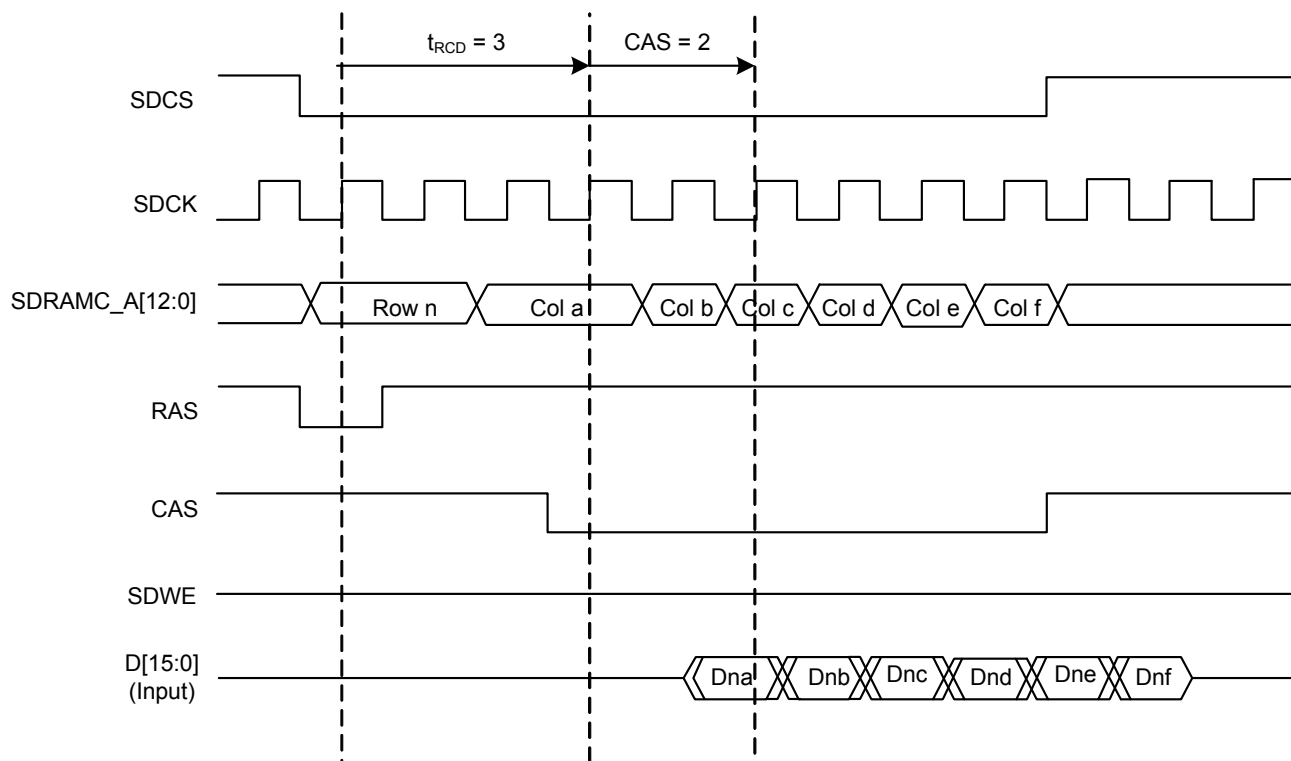 t_RCD = 3 CAS = 2
SDCS
SDCK
SDRAMC_A[12:0] Row n Col a Col b Col c Col d Col e Col f
RAS
CAS
SDWE
D[15:0]
(Input)
Dna Dnb Dnc Dnd Dne Dnf